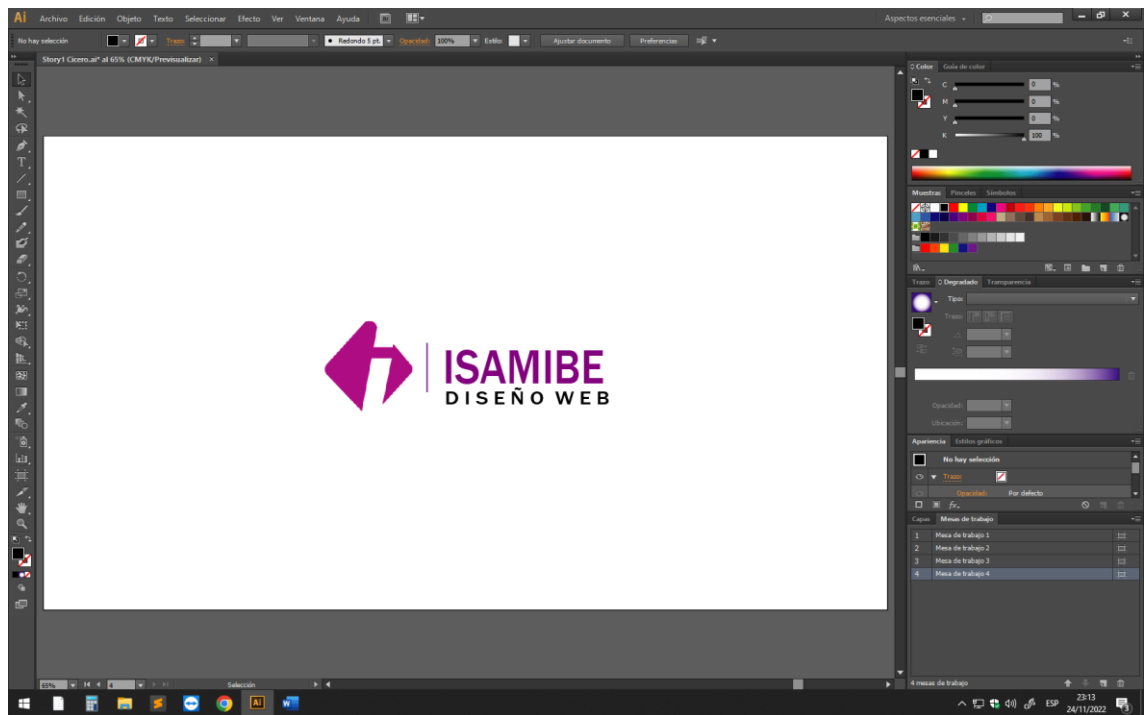 Ai Archivo Edición Objeto Texto Seleccionar Efecto Ver Ventana Ayuda Aspectos esenciales
No hay selección Trazo: Redondo 5 pt. Opacidad: 100% Estilo: Ajustar documento Preferencias
Story1 Cicero.ai* al 65% (CMYK/Previsualizar) ×
Color Guía de color
C 0 %
M 0 %
Y 0 %
K 100 %
Muestras Pinceles Símbolos
Trazo Degradado Transparencia
Tipo:
Trazo:
Opacidad:
Ubicación:
Apariencia Estilos gráficos
No hay selección
Trazo
Opacidad: Por defecto
fx.
Capas Mesas de trabajo
1 Mesa de trabajo 1
2 Mesa de trabajo 2
3 Mesa de trabajo 3
4 Mesa de trabajo 4
ISAMIBE
DISEÑO WEB
65% 4 Selección 4 mesas de trabajo
Ai ESP 23:13
24/11/2022